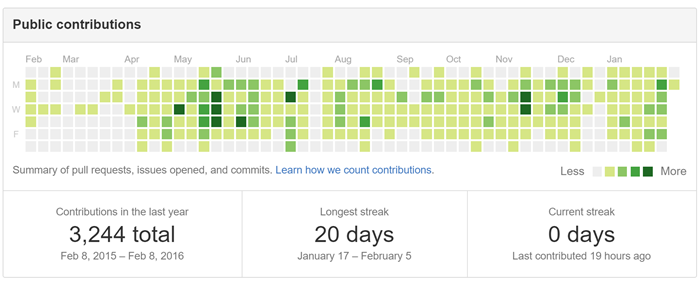 Public contributions
Feb Mar Apr May Jun Jul Aug Sep Oct Nov Dec Jan
M
W
F
Summary of pull requests, issues opened, and commits. Learn how we count contributions.
Less More
Contributions in the last year
3,244 total
Feb 8, 2015 – Feb 8, 2016
Longest streak
20 days
January 17 – February 5
Current streak
0 days
Last contributed 19 hours ago